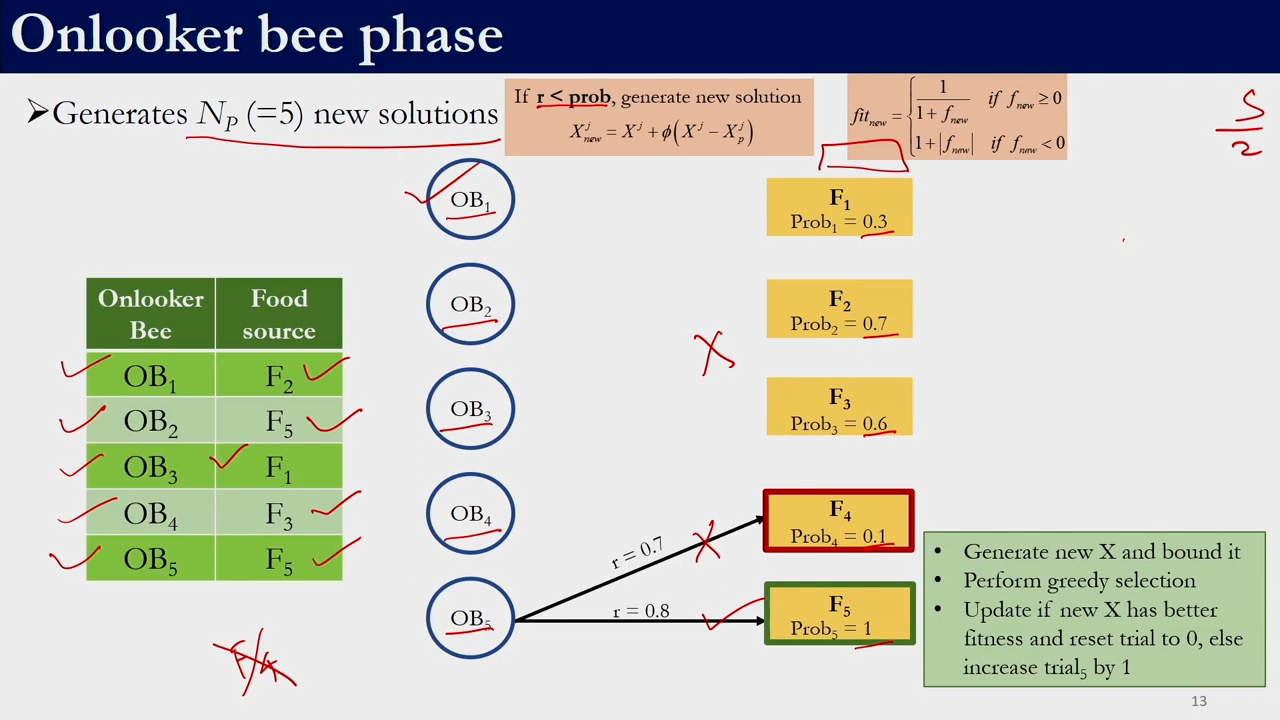 Onlooker bee phase
➢Generates N_P (=5) new solutions
If r < prob, generate new solution
X^j_new = X^j + ϕ(X^j − X^j_p)
fit_new = { 1/(1+f_new) if f_new ≥ 0
1+|f_new| if f_new < 0
S/2
OB₁
F₁
Prob₁ = 0.3
OB₂
F₂
Prob₂ = 0.7
OB₃
F₃
Prob₃ = 0.6
OB₄
F₄
Prob₄ = 0.1
OB₅
F₅
Prob₅ = 1
r = 0.7
r = 0.8
Onlooker Bee Food source
OB₁ F₂
OB₂ F₅
OB₃ F₁
OB₄ F₃
OB₅ F₅
• Generate new X and bound it
• Perform greedy selection
• Update if new X has better
fitness and reset trial to 0, else
increase trial₅ by 1
13